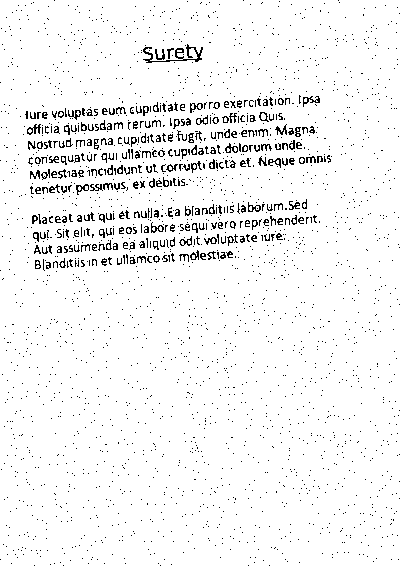 Surety
Iure voluptas eum cupiditate porro exercitation. Ipsa
officia quibusdam rerum. Ipsa odio officia Quis.
Nostrud magna cupiditate fugit, unde enim. Magna
consequatur qui ullamco cupidatat dolorum unde.
Molestiae incididunt ut corrupti dicta et. Neque omnis
tenetur possimus, ex debitis.
Placeat aut qui et nulla. Ea blanditiis laborum.Sed
qui. Sit elit, qui eos labore sequi vero reprehenderit.
Aut assumenda ea aliquid odit voluptate iure.
Blanditiis in et ullamco sit molestiae.